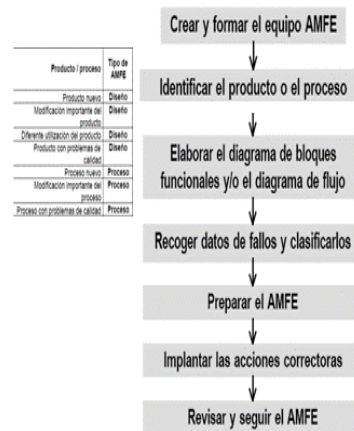 Crear y formar el equipo AMFE
Producto / proceso
Tipo de
AMFE
Producto nuevo Diseño
Modificación importante del
producto
Diseño
Diferente utilización del producto Diseño
Producto con problemas de
calidad
Diseño
Proceso nuevo Proceso
Modificación importante del
proceso
Proceso
Proceso con problemas de calidad Proceso
Identificar el producto o el proceso
Elaborar el diagrama de bloques
funcionales y/o el diagrama de flujo
Recoger datos de fallos y clasificarlos
Preparar el AMFE
Implantar las acciones correctoras
Revisar y seguir el AMFE